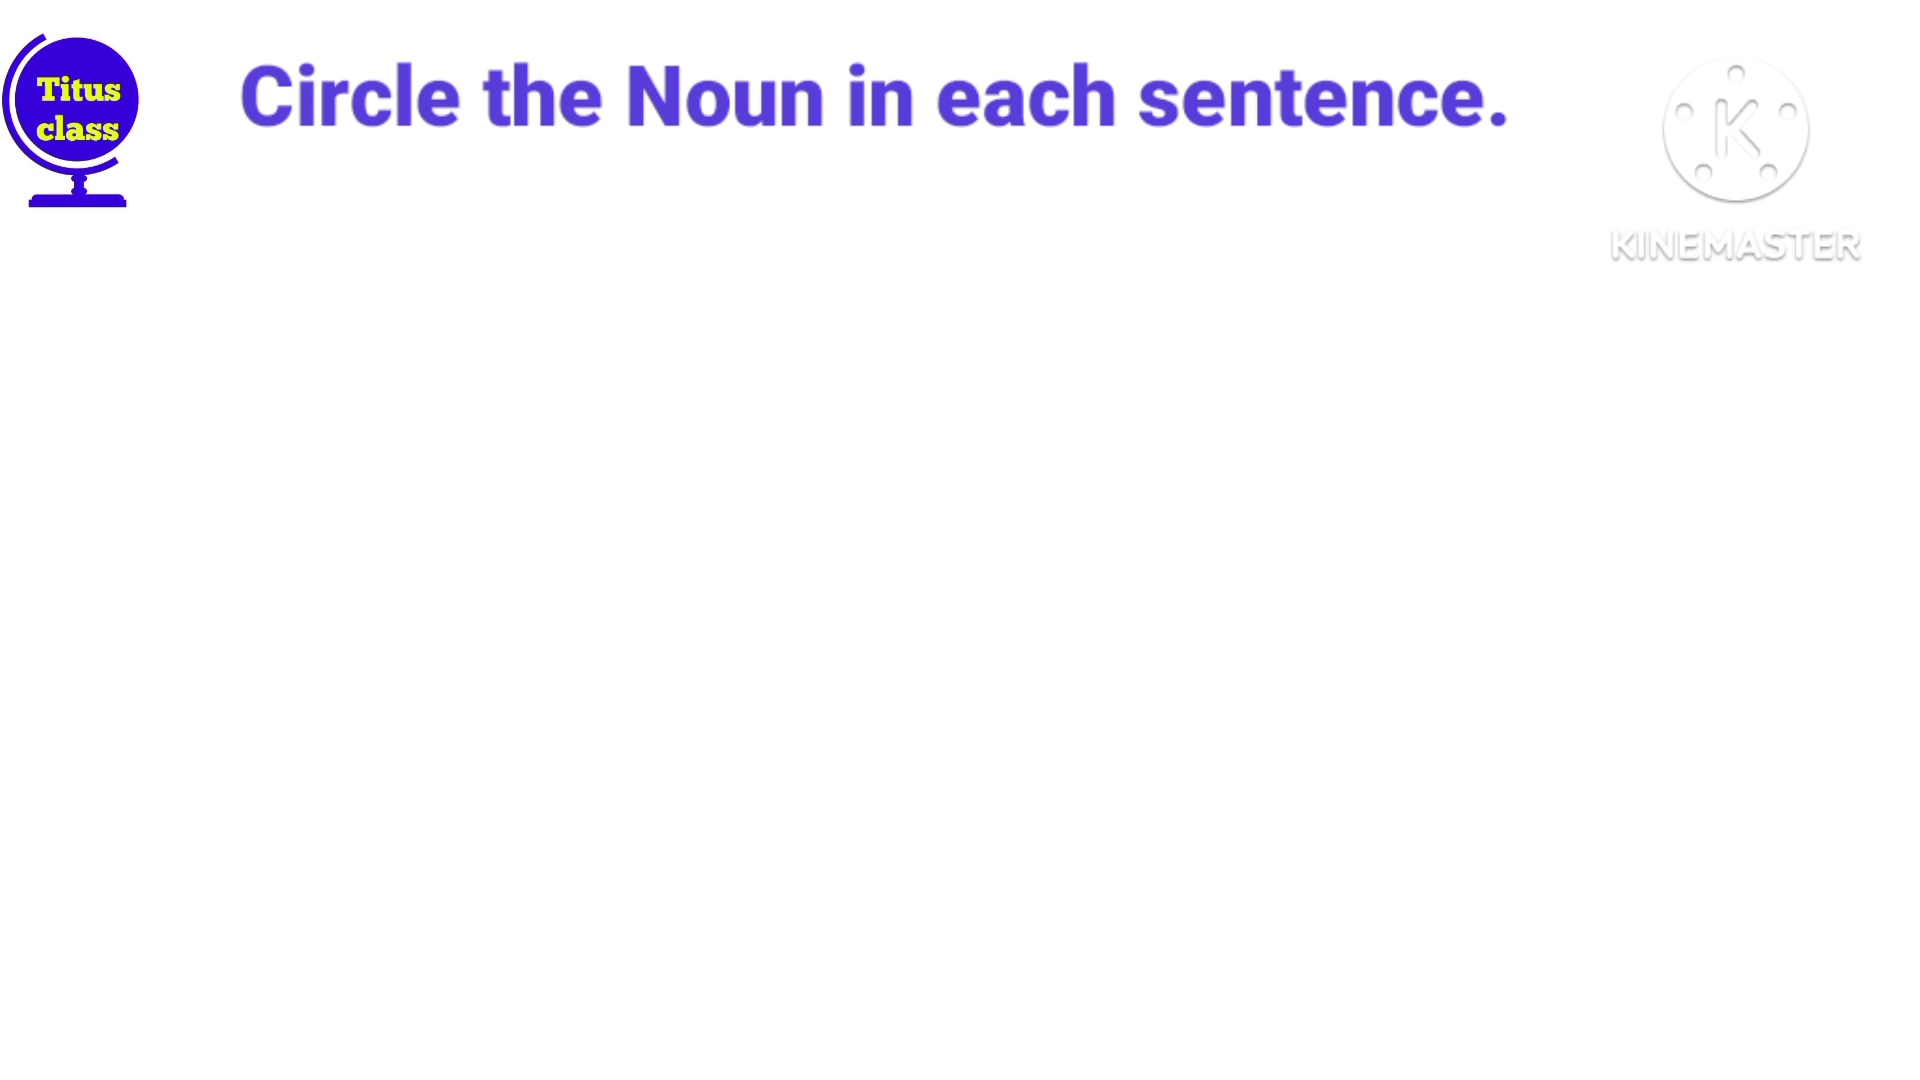 Titus
class
Circle the Noun in each sentence.
K
KINEMASTER